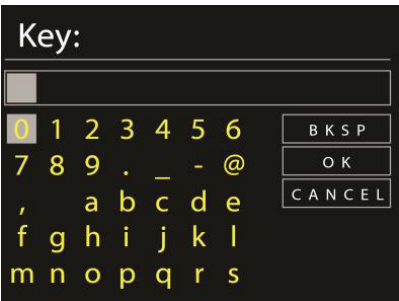 Key:
0 1 2 3 4 5 6
BKSP
7 8 9 . _ - @
OK
, a b c d e
CANCEL
f g h i j k l
m n o p q r s